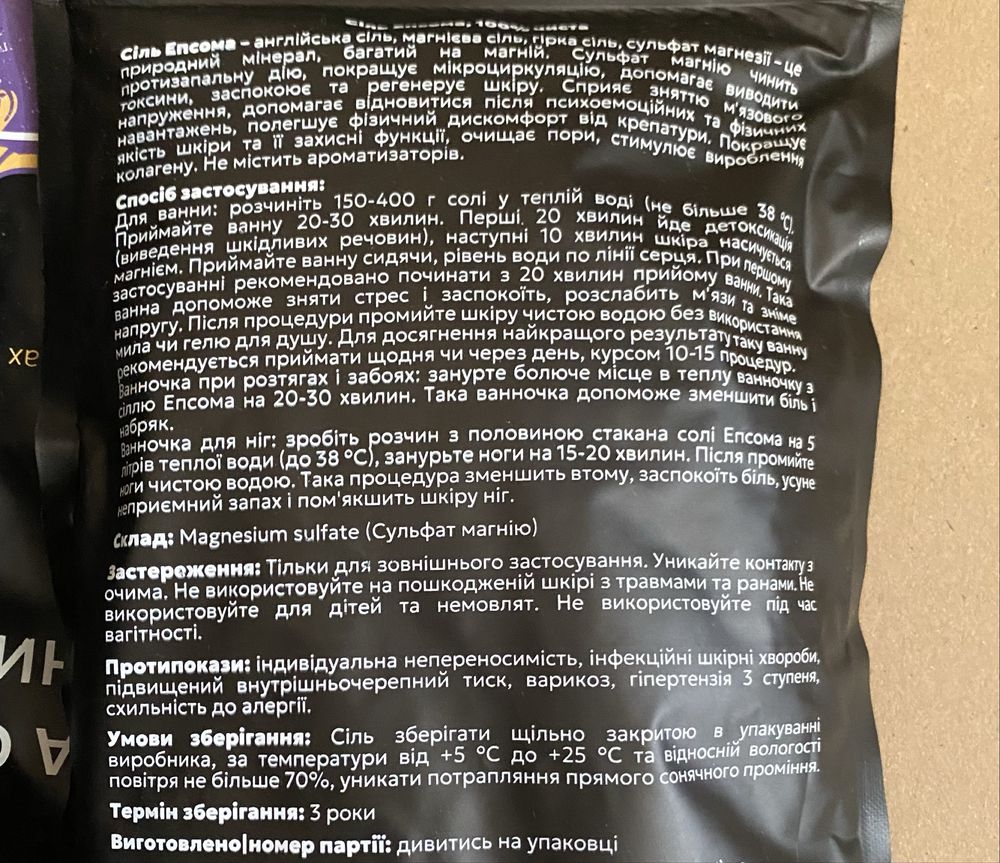 Сіль Епсома, 100% чиста
Сіль Епсома – англійська сіль, магнієва сіль, гірка сіль, сульфат магнезії – це
природний мінерал, багатий на магній. Сульфат магнію чинить
протизапальну дію, покращує мікроциркуляцію, допомагає виводити
токсини, заспокоює та регенерує шкіру. Сприяє зняттю м'язового
напруження, допомагає відновитися після психоемоційних та фізичних
навантажень, полегшує фізичний дискомфорт від крепатури. Покращує
якість шкіри та її захисні функції, очищає пори, стимулює вироблення
колагену. Не містить ароматизаторів.
Спосіб застосування:
Для ванни: розчиніть 150-400 г солі у теплій воді (не більше 38 °C).
Приймайте ванну 20-30 хвилин. Перші 20 хвилин йде детоксикація
(виведення шкідливих речовин), наступні 10 хвилин шкіра насичується
магнієм. Приймайте ванну сидячи, рівень води по лінії серця. При першому
застосуванні рекомендовано починати з 20 хвилин прийому ванни. Така
ванна допоможе зняти стрес і заспокоїть, розслабить м'язи та зніме
напругу. Після процедури промийте шкіру чистою водою без використання
мила чи гелю для душу. Для досягнення найкращого результату таку ванну
рекомендується приймати щодня чи через день, курсом 10-15 процедур.
Ванночка при розтягах і забоях: занурте болюче місце в теплу ванночку з
сіллю Епсома на 20-30 хвилин. Така ванночка допоможе зменшити біль і
набряк.
Ванночка для ніг: зробіть розчин з половиною стакана солі Епсома на 5
літрів теплої води (до 38 °C), занурьте ноги на 15-20 хвилин. Після промийте
ноги чистою водою. Така процедура зменшить втому, заспокоїть біль, усуне
неприємний запах і пом'якшить шкіру ніг.
Склад: Magnesium sulfate (Сульфат магнію)
Застереження: Тільки для зовнішнього застосування. Уникайте контакту з
очима. Не використовуйте на пошкодженій шкірі з травмами та ранами. Не
використовуйте для дітей та немовлят. Не використовуйте під час
вагітності.
Протипокази: індивідуальна непереносимість, інфекційні шкірні хвороби,
підвищений внутрішньочерепний тиск, варикоз, гіпертензія 3 ступеня,
схильність до алергії.
Умови зберігання: Сіль зберігати щільно закритою в упакуванні
виробника, за температури від +5 °C до +25 °C та відносній вологості
повітря не більше 70%, уникати потрапляння прямого сонячного проміння.
Термін зберігання: 3 роки
Виготовлено|номер партії: дивитись на упаковці